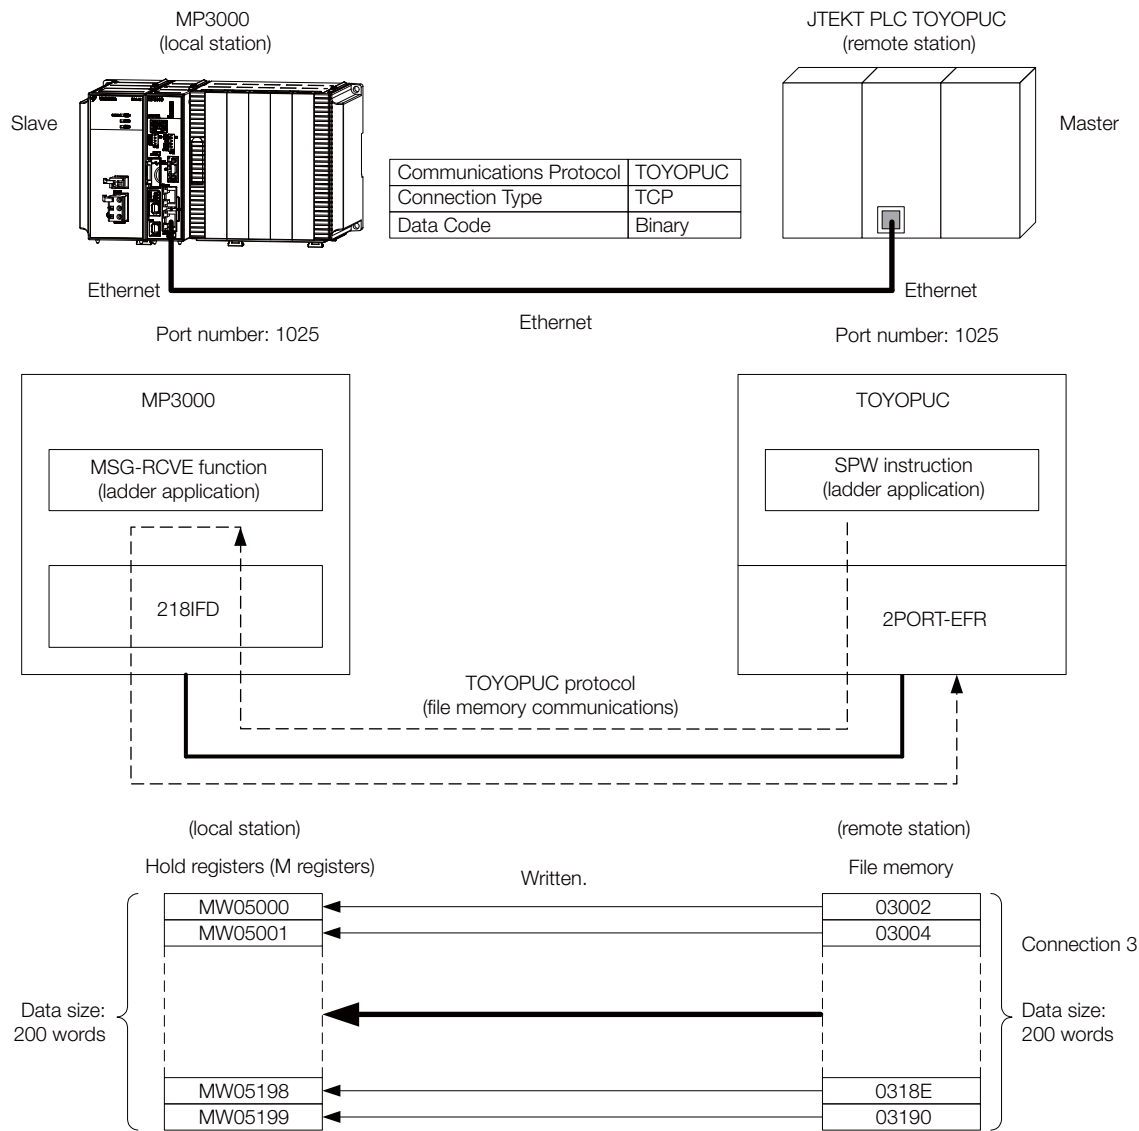 MP3000
(local station)
JTEKT PLC TOYOPUC
(remote station)
Slave
Master
Communications Protocol TOYOPUC
Connection Type TCP
Data Code Binary
Ethernet
Ethernet
Ethernet
Port number: 1025
Port number: 1025
MP3000
TOYOPUC
MSG-RCVE function
(ladder application)
SPW instruction
(ladder application)
218IFD
2PORT-EFR
TOYOPUC protocol
(file memory communications)
(local station)
(remote station)
Hold registers (M registers)
Written.
File memory
MW05000
03002
MW05001
03004
Connection 3
Data size:
200 words
Data size:
200 words
MW05198
0318E
MW05199
03190